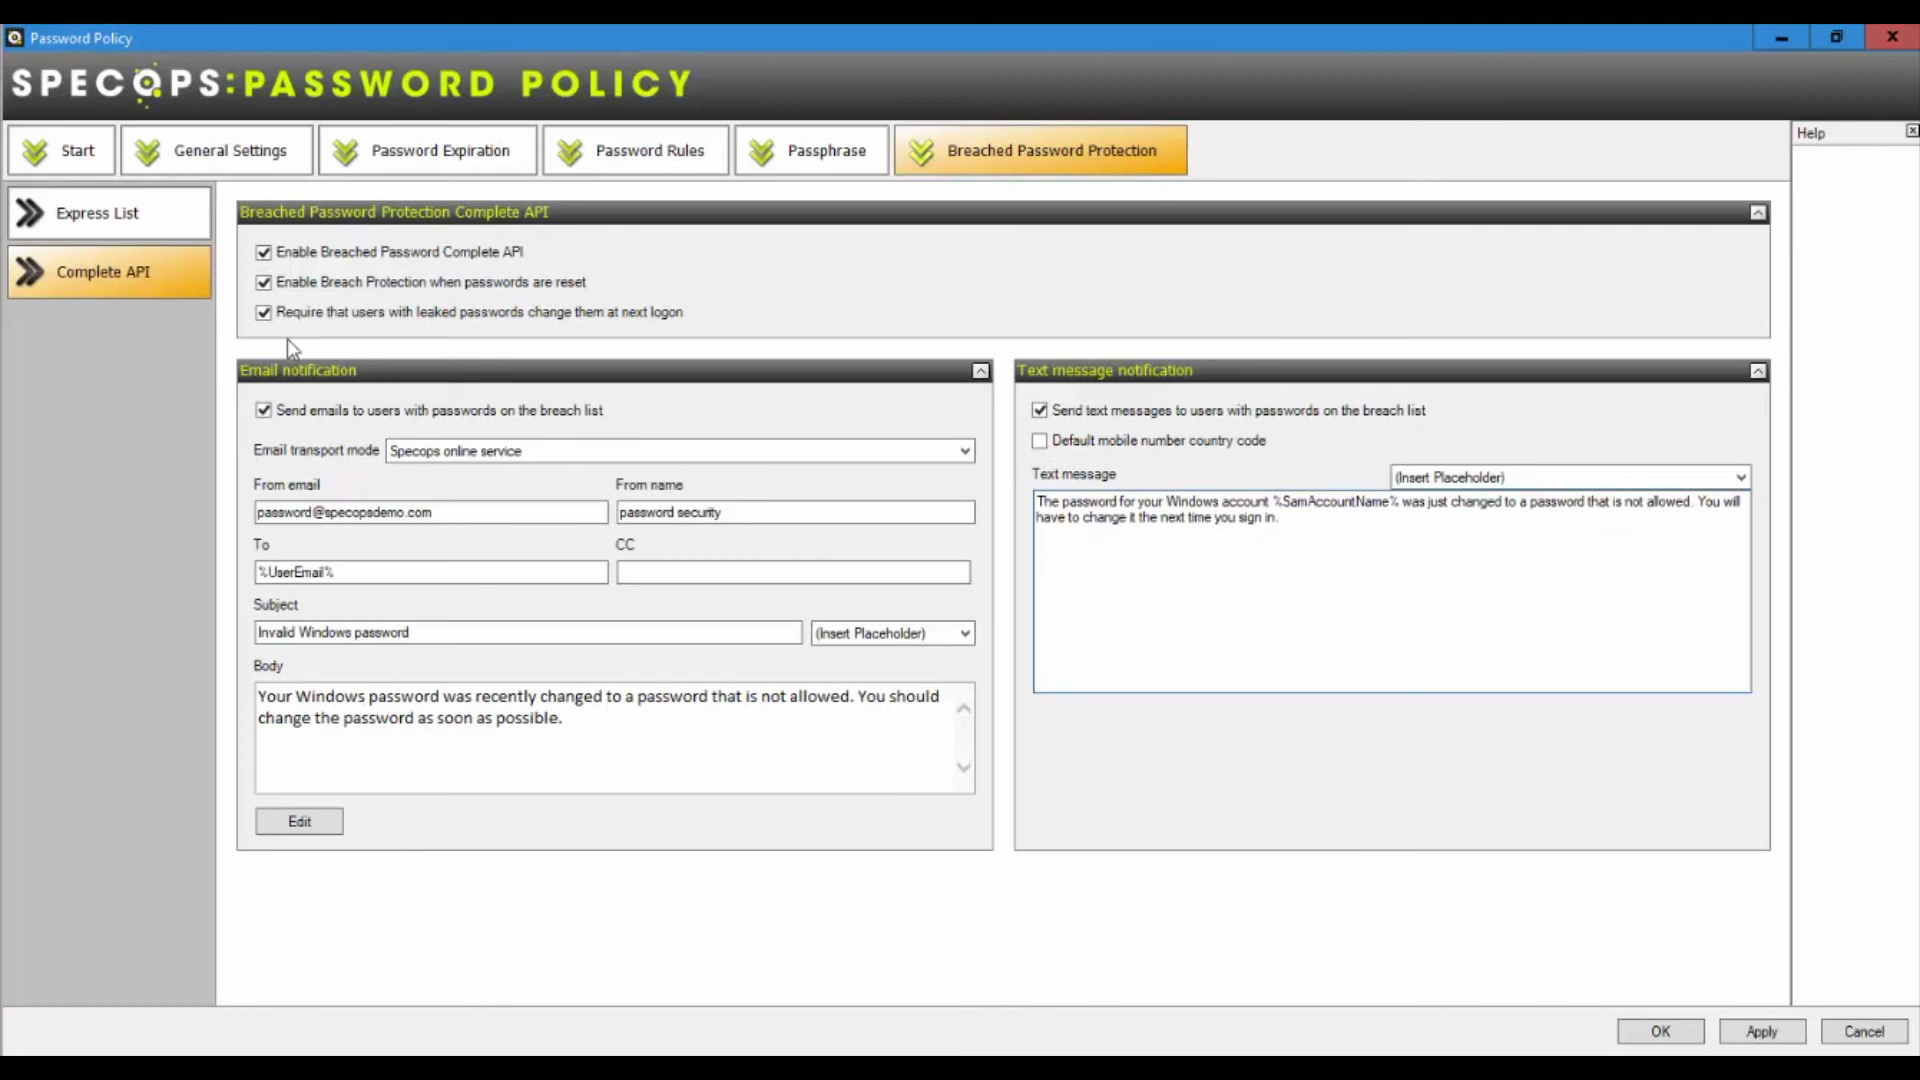 Password Policy
SPECOPS:PASSWORD POLICY
Start
General Settings
Password Expiration
Password Rules
Passphrase
Breached Password Protection
Help
Express List
Complete API
Breached Password Protection Complete API
Enable Breached Password Complete API
Enable Breach Protection when passwords are reset
Require that users with leaked passwords change them at next logon
Email notification
Send emails to users with passwords on the breach list
Email transport mode
Specops online service
From email
From name
password@specopsdemo.com
password security
To
CC
%UserEmail%
Subject
Invalid Windows password
(Insert Placeholder)
Body
Your Windows password was recently changed to a password that is not allowed. You should
change the password as soon as possible.
Edit
Text message notification
Send text messages to users with passwords on the breach list
Default mobile number country code
Text message
(Insert Placeholder)
The password for your Windows account %SamAccountName% was just changed to a password that is not allowed. You will
have to change it the next time you sign in.
OK
Apply
Cancel